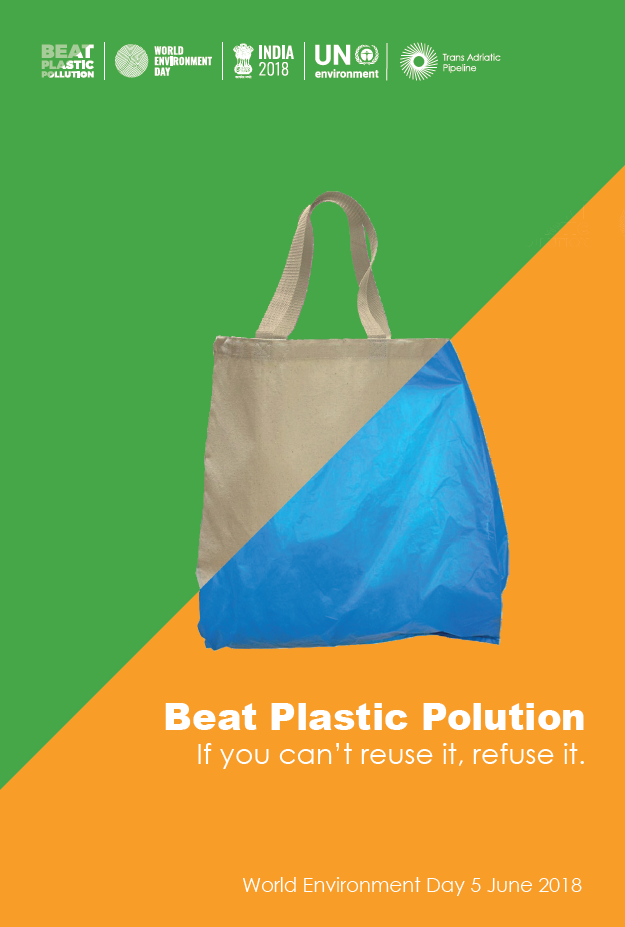 BEAT
PLASTIC
POLLUTION
WORLD
ENVIRONMENT
DAY
INDIA
2018
UN
environment
Trans Adriatic
Pipeline
Beat Plastic Polution
If you can't reuse it, refuse it.
World Environment Day 5 June 2018